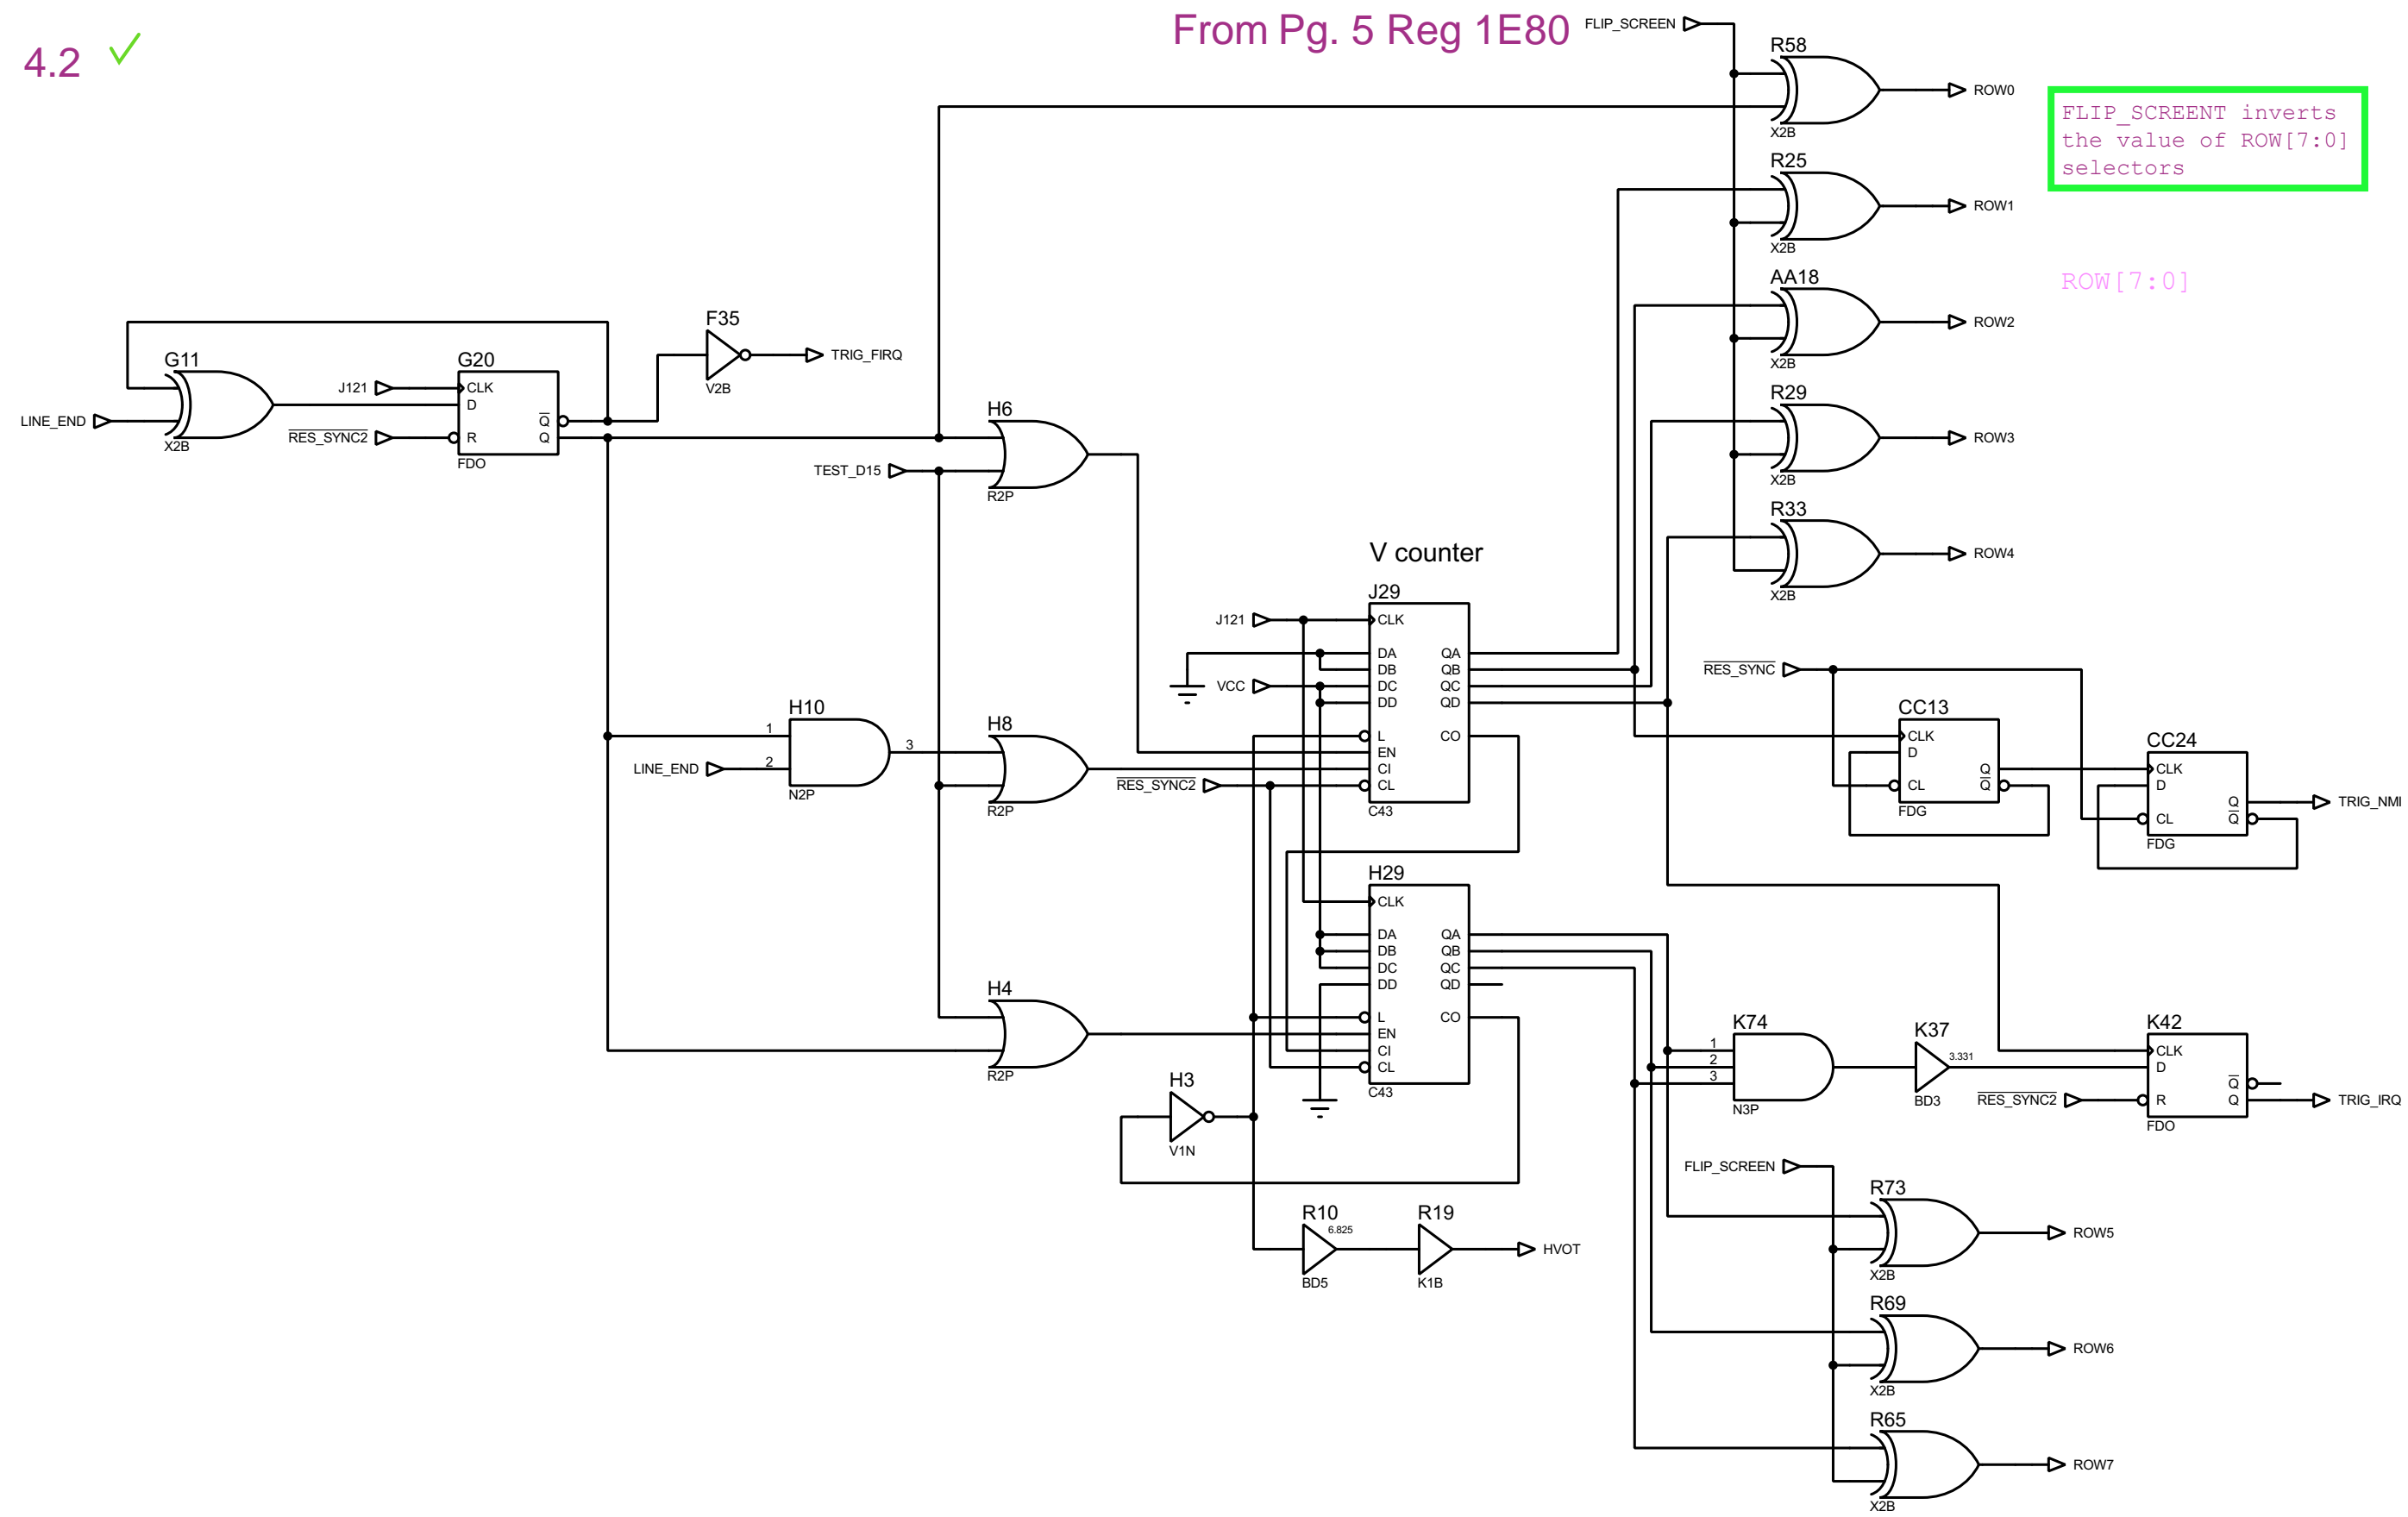 4.2
From Pg. 5 Reg 1E80
FLIP_SCREEN
R58
X2B
ROW0
FLIP_SCREENT inverts
the value of ROW[7:0]
selectors
R25
X2B
ROW1
ROW[7:0]
AA18
X2B
ROW2
R29
X2B
ROW3
R33
X2B
ROW4
G11
LINE_END
X2B
G20
J121
CLK
D
Q
RES_SYNC2
R
Q
FDO
F35
V2B
TRIG_FIRQ
H6
TEST_D15
R2P
V counter
J29
J121
CLK
DA
QA
DB
QB
VCC
DC
QC
DD
QD
L
CO
EN
CI
RES_SYNC2
CL
C43
H10
1
3
LINE_END
2
N2P
H8
R2P
RES_SYNC
CC13
CLK
D
Q
CL
Q
FDG
CC24
CLK
D
Q
TRIG_NMI
CL
Q
FDG
H29
CLK
DA
QA
DB
QB
DC
QC
DD
QD
L
CO
EN
CI
CL
C43
H4
R2P
H3
V1N
K74
1
2
3
N3P
K37
3.331
BD3
K42
CLK
D
Q
RES_SYNC2
R
Q
TRIG_IRQ
FDO
R10
6.825
BD5
R19
K1B
HVOT
FLIP_SCREEN
R73
X2B
ROW5
R69
X2B
ROW6
R65
X2B
ROW7